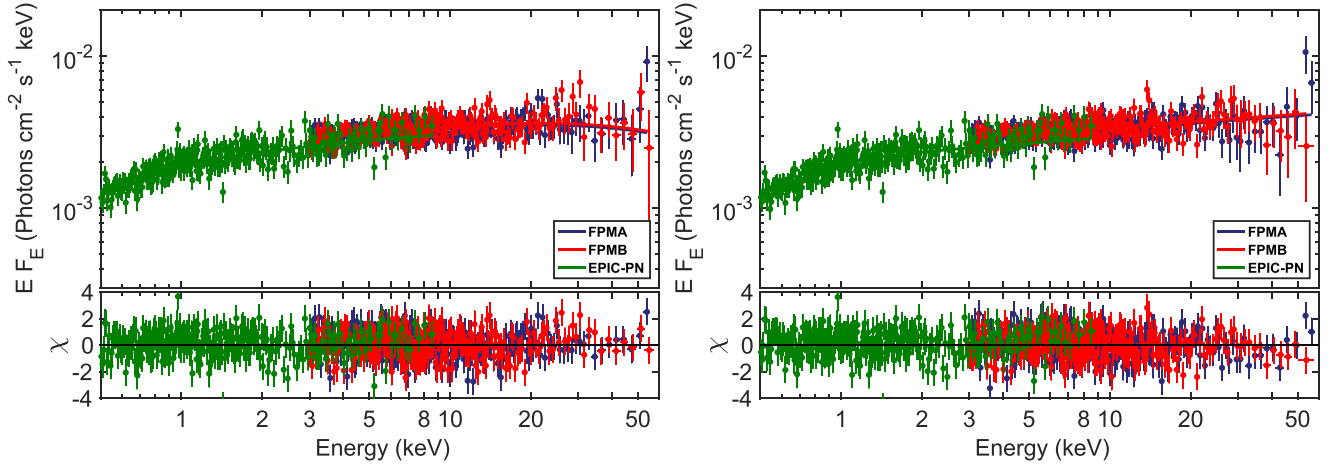 E F_E (Photons cm^-2 s^-1 keV)
10^-2
10^-3
FPMA
FPMB
EPIC-PN
χ
4
2
0
-2
-4
1
2
3
5
8
10
20
30
50
Energy (keV)
E F_E (Photons cm^-2 s^-1 keV)
10^-2
10^-3
FPMA
FPMB
EPIC-PN
χ
4
2
0
-2
-4
1
2
3
5
8
10
20
30
50
Energy (keV)